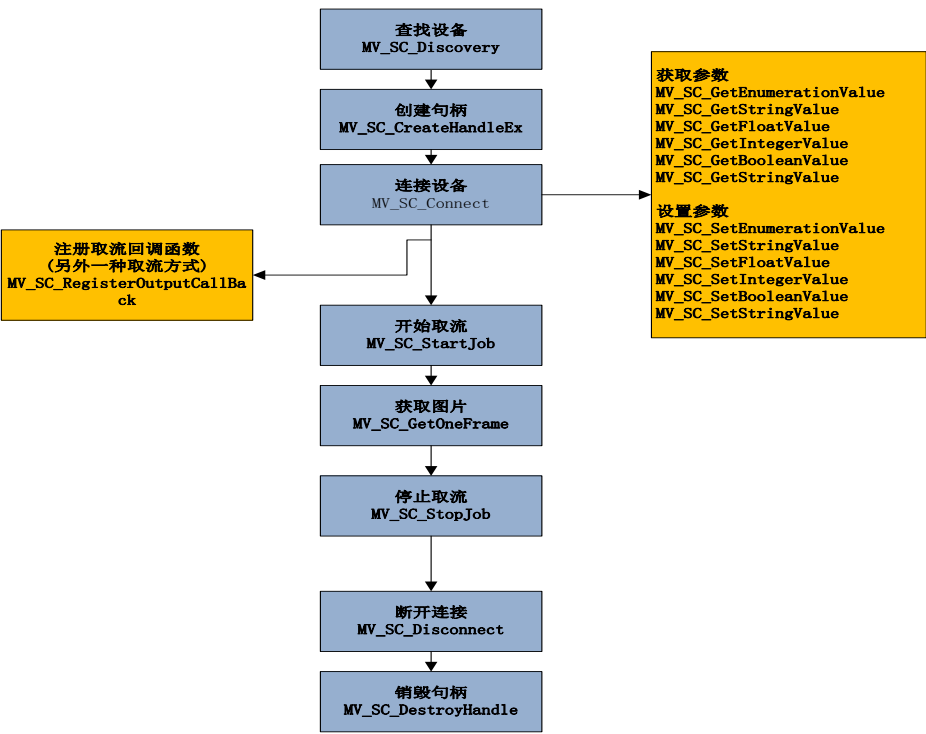 查找设备
MV_SC_Discovery
创建句柄
MV_SC_CreateHandleEx
连接设备
MV_SC_Connect
获取参数
MV_SC_GetEnumerationValue
MV_SC_GetStringValue
MV_SC_GetFloatValue
MV_SC_GetIntegerValue
MV_SC_GetBooleanValue
MV_SC_GetStringValue
设置参数
MV_SC_SetEnumerationValue
MV_SC_SetStringValue
MV_SC_SetFloatValue
MV_SC_SetIntegerValue
MV_SC_SetBooleanValue
MV_SC_SetStringValue
注册取流回调函数
（另外一种取流方式）
MV_SC_RegisterOutputCallBa
ck
开始取流
MV_SC_StartJob
获取图片
MV_SC_GetOneFrame
停止取流
MV_SC_StopJob
断开连接
MV_SC_Disconnect
销毁句柄
MV_SC_DestroyHandle